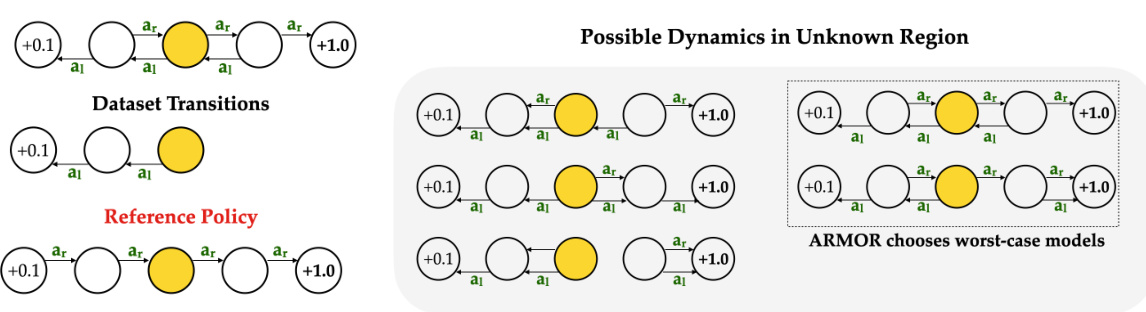 a_r a_r a_r
+0.1 +1.0
a_l a_l a_l
Dataset Transitions
+0.1
a_l a_l
Reference Policy
a_r a_r a_r a_r
+0.1 +1.0
Possible Dynamics in Unknown Region
a_r a_r
+0.1 +1.0
a_l a_l a_l
a_r
+0.1 +1.0
a_l a_l a_l a_l
a_r
+0.1 +1.0
a_l a_l a_l
a_r a_r a_r
+0.1 +1.0
a_l a_l a_l
a_r a_r a_r
+0.1 +1.0
a_l a_l a_l
ARMOR chooses worst-case models